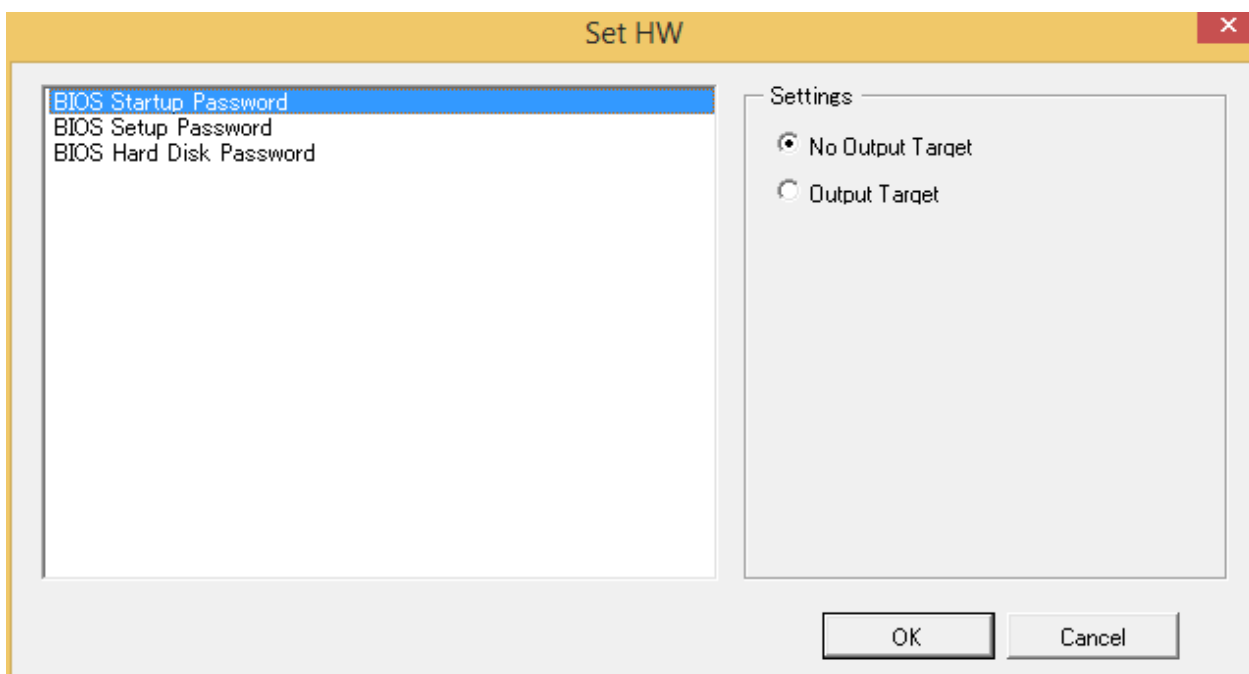 Set HW
BIOS Startup Password
BIOS Setup Password
BIOS Hard Disk Password
Settings
No Output Target
Output Target
OK
Cancel